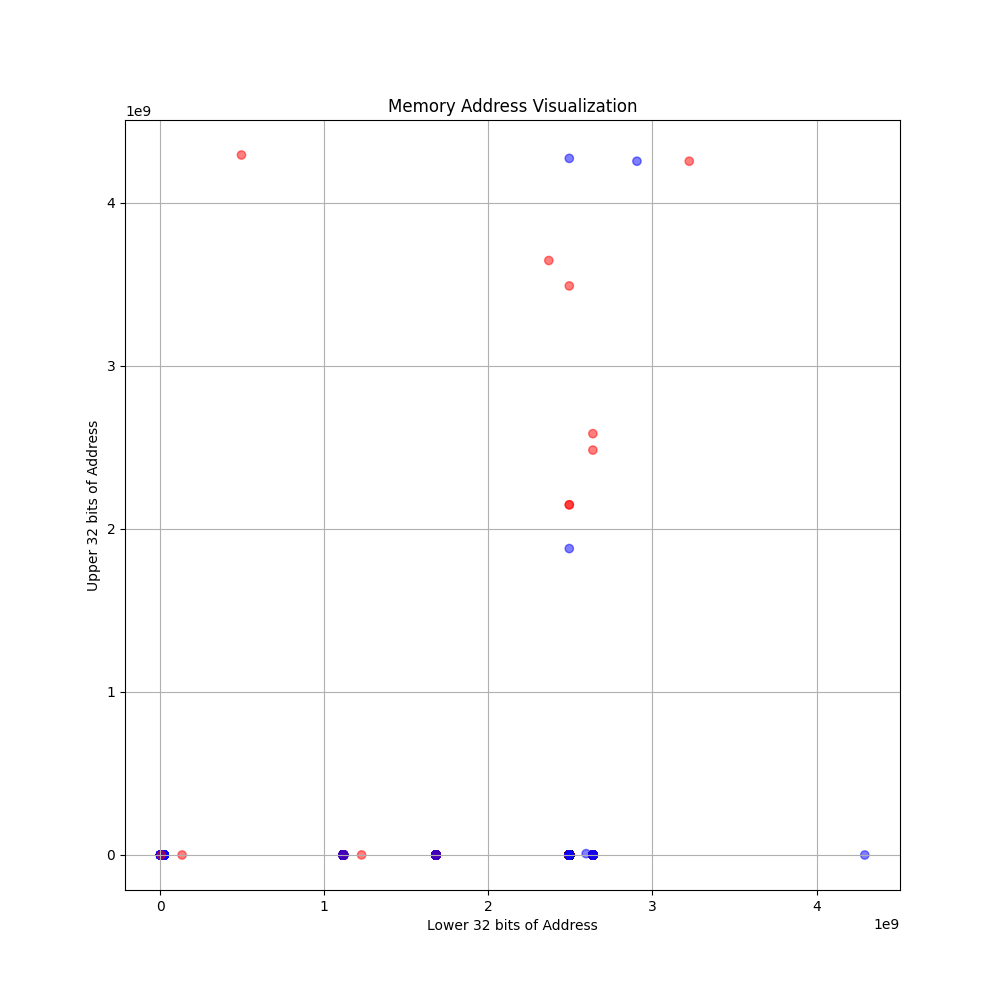 Memory Address Visualization
1e9
4
3
2
1
0
Upper 32 bits of Address
0 1 2 3 4
1e9
Lower 32 bits of Address